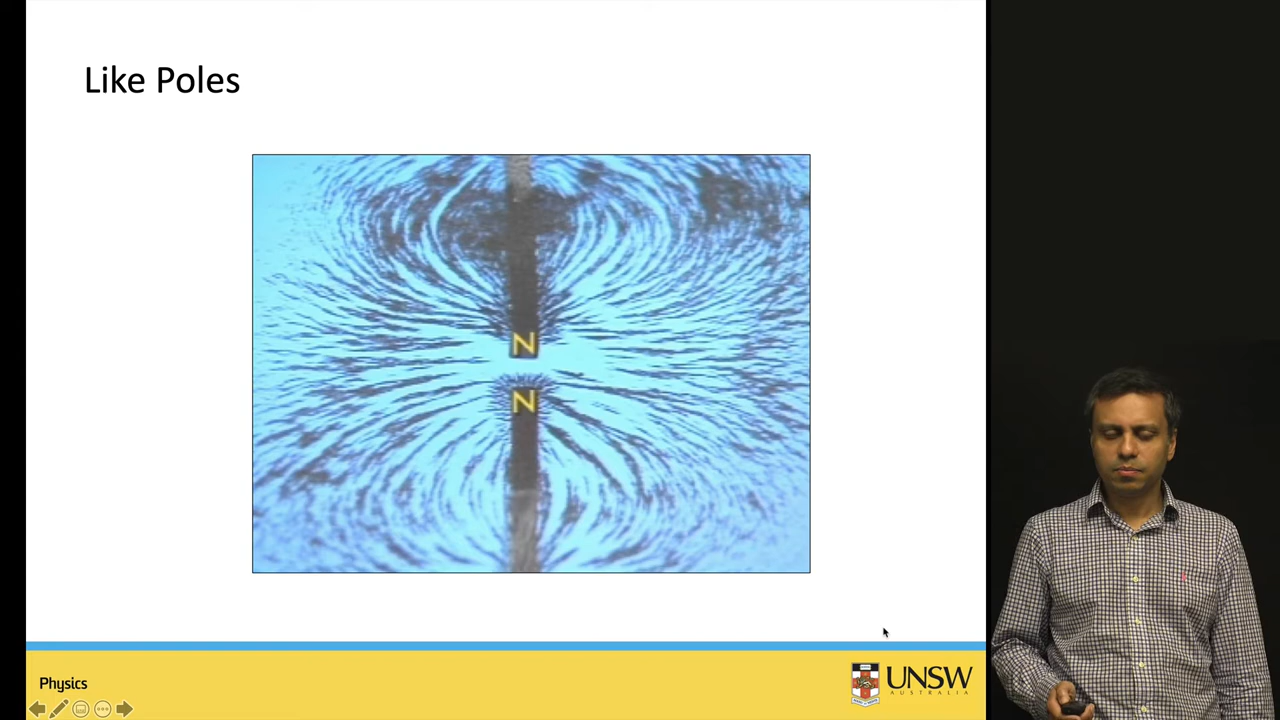 Like Poles
N
N
Physics
UNSW
AUSTRALIA